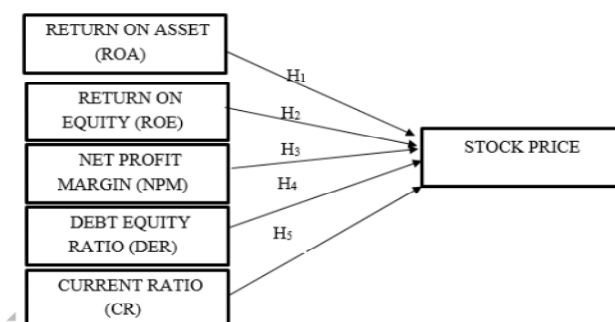 RETURN ON ASSET
(ROA)
H1
RETURN ON
EQUITY (ROE)
H2
NET PROFIT
MARGIN (NPM)
H3
STOCK PRICE
H4
DEBT EQUITY
RATIO (DER)
H5
CURRENT RATIO
(CR)